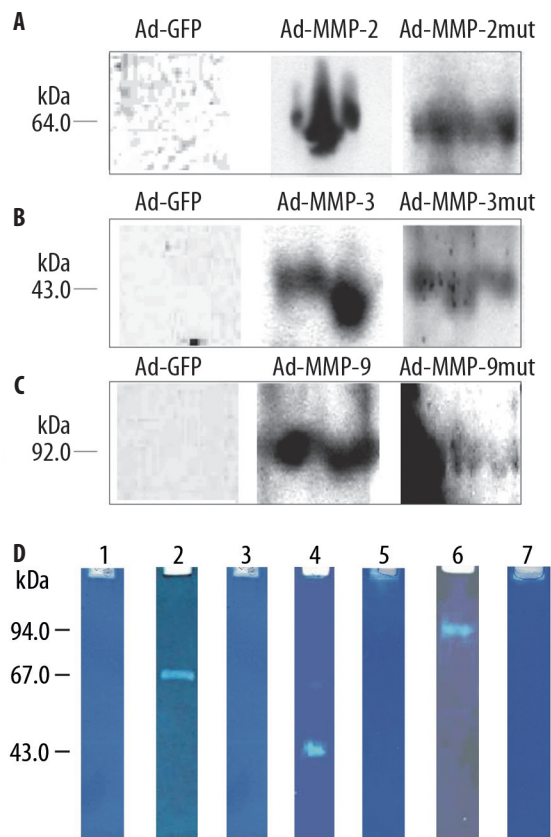 A
Ad-GFP Ad-MMP-2 Ad-MMP-2mut
kDa
64.0
B
Ad-GFP Ad-MMP-3 Ad-MMP-3mut
kDa
43.0
C
Ad-GFP Ad-MMP-9 Ad-MMP-9mut
kDa
92.0
D 1 2 3 4 5 6 7
kDa
94.0
67.0
43.0